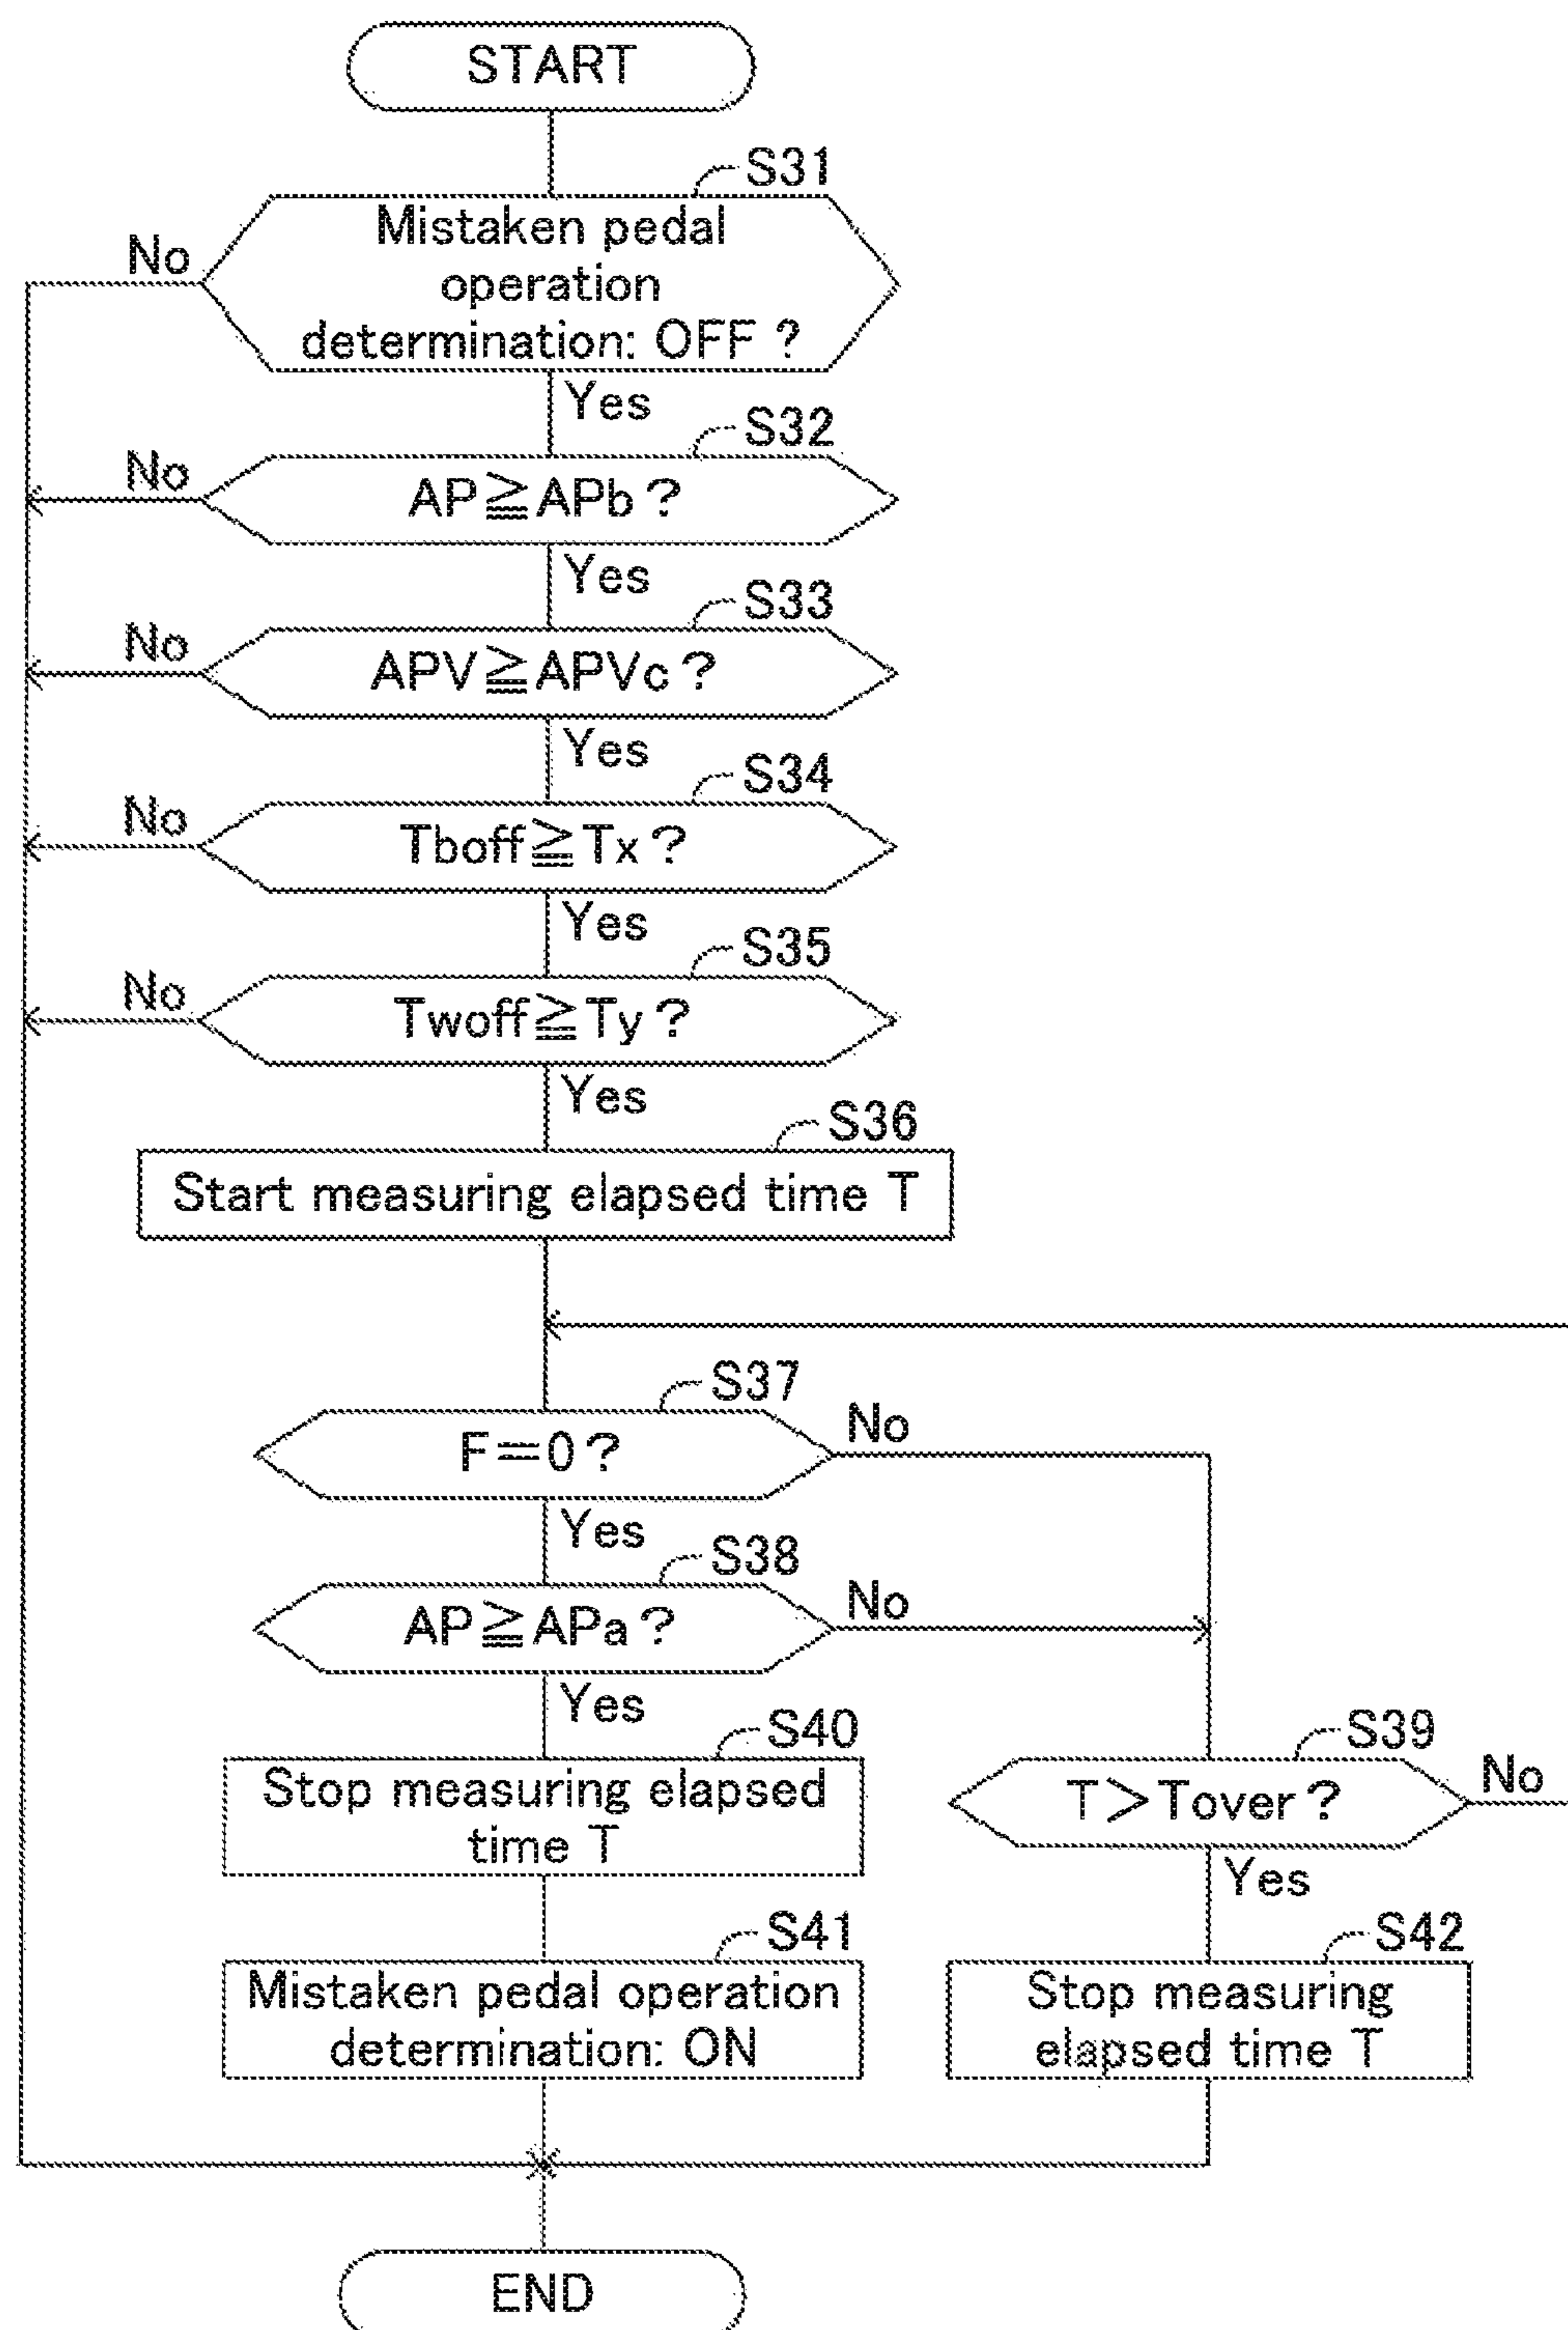 START
S31
Mistaken pedal
No
operation
determination: OFF ?
Yes
S32
No
AP≧APb ?
Yes
S33
No
APV≧APVc ?
Yes
S34
No
Tboff≧Tx ?
Yes
S35
No
Twoff≧Ty ?
Yes
S36
Start measuring elapsed time T
S37
F=0 ?
No
Yes
S38
AP≧APa ?
No
Yes
S40
Stop measuring elapsed
time T
S39
T>Tover ?
No
Yes
S41
Mistaken pedal operation
determination: ON
S42
Stop measuring
elapsed time T
END